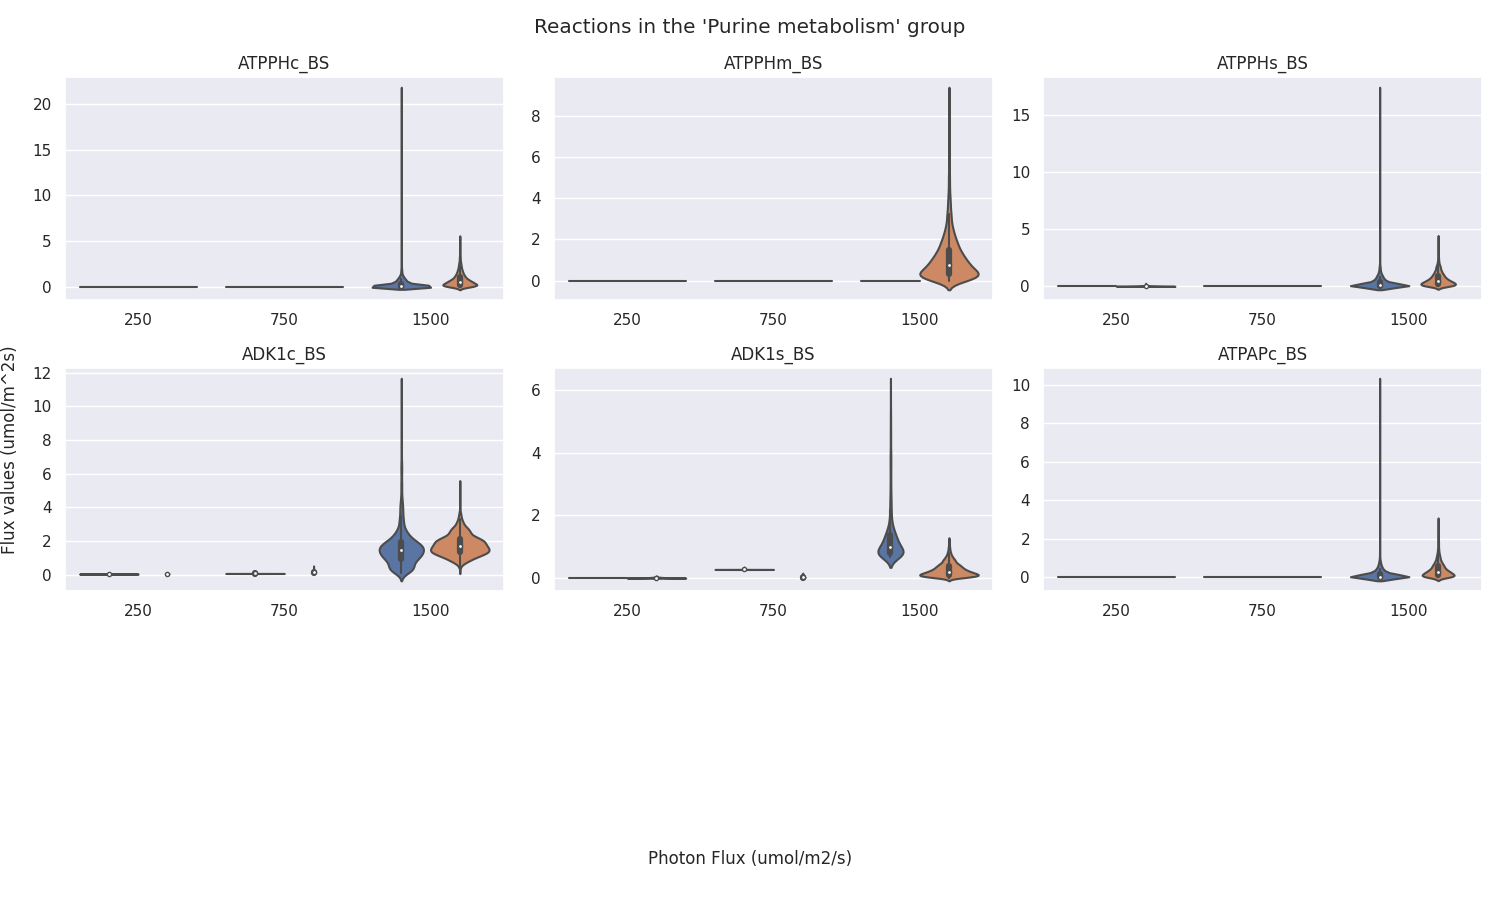 Reactions in the 'Purine metabolism' group
ATPPHc_BS
ATPPHm_BS
ATPPHs_BS
20
15
10
5
0
8
6
4
2
0
15
10
5
0
250 750 1500
250 750 1500
250 750 1500
Flux values (umol/m^2s)
ADK1c_BS
ADK1s_BS
ATPAPc_BS
12
10
8
6
4
2
0
6
4
2
0
10
8
6
4
2
0
250 750 1500
250 750 1500
250 750 1500
Photon Flux (umol/m2/s)